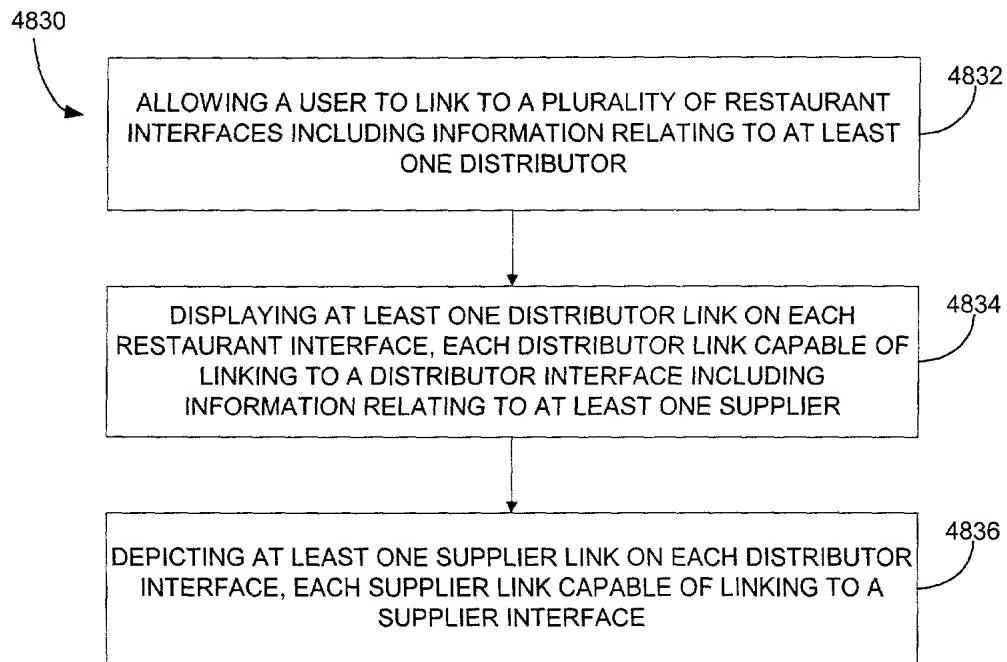 4830
4832
ALLOWING A USER TO LINK TO A PLURALITY OF RESTAURANT
INTERFACES INCLUDING INFORMATION RELATING TO AT LEAST
ONE DISTRIBUTOR
4834
DISPLAYING AT LEAST ONE DISTRIBUTOR LINK ON EACH
RESTAURANT INTERFACE, EACH DISTRIBUTOR LINK CAPABLE OF
LINKING TO A DISTRIBUTOR INTERFACE INCLUDING
INFORMATION RELATING TO AT LEAST ONE SUPPLIER
4836
DEPICTING AT LEAST ONE SUPPLIER LINK ON EACH DISTRIBUTOR
INTERFACE, EACH SUPPLIER LINK CAPABLE OF LINKING TO A
SUPPLIER INTERFACE